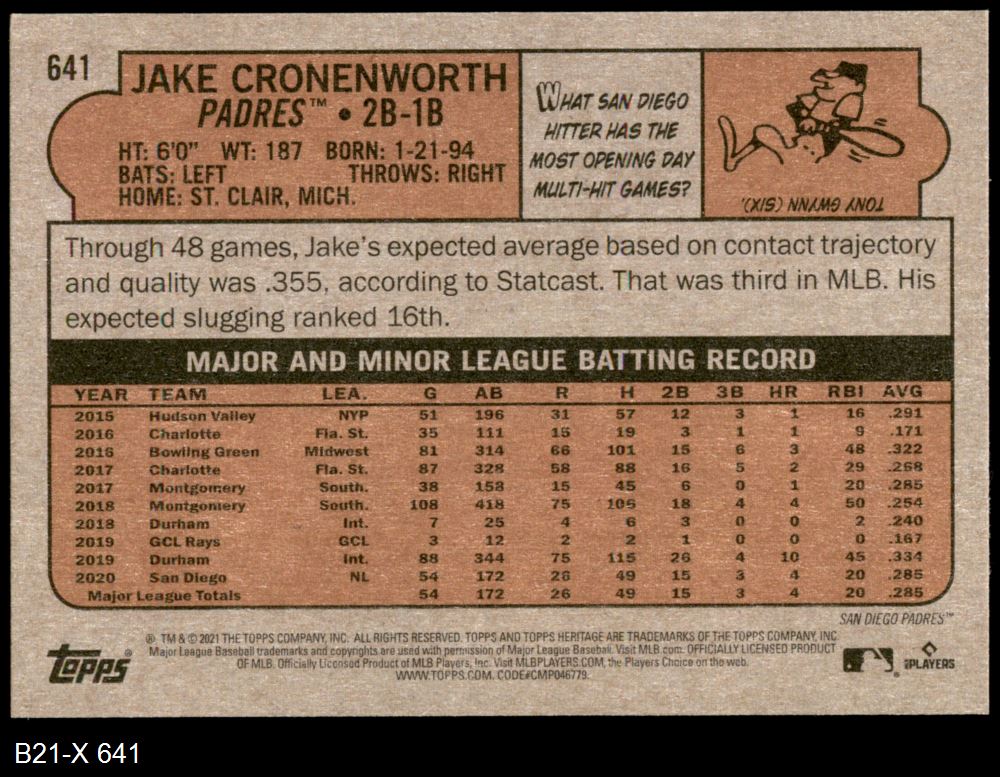 641
JAKE CRONENWORTH
PADRES™ • 2B-1B
HT: 6'0" WT: 187 BORN: 1-21-94
BATS: LEFT THROWS: RIGHT
HOME: ST. CLAIR, MICH.
WHAT SAN DIEGO
HITTER HAS THE
MOST OPENING DAY
MULTI-HIT GAMES?
TONY GWYNN (SIX).
Through 48 games, Jake's expected average based on contact trajectory
and quality was .355, according to Statcast. That was third in MLB. His
expected slugging ranked 16th.
MAJOR AND MINOR LEAGUE BATTING RECORD
YEAR TEAM LEA. G AB R H 2B 3B HR RBI AVG
2015 Hudson Valley NYP 51 196 31 57 12 3 1 16 .291
2016 Charlotte Fla. St. 35 111 15 19 3 1 1 9 .171
2016 Bowling Green Midwest 81 314 66 101 15 6 3 48 .322
2017 Charlotte Fla. St. 87 328 58 88 16 5 2 29 .268
2017 Montgomery South. 38 158 15 45 6 0 1 20 .285
2018 Montgomery South. 108 418 75 106 18 4 4 50 .254
2018 Durham Int. 7 25 4 6 3 0 0 2 .240
2019 GCL Rays GCL 3 12 2 2 1 0 0 0 .167
2019 Durham Int. 88 344 75 115 26 4 10 45 .334
2020 San Diego NL 54 172 26 49 15 3 4 20 .285
Major League Totals 54 172 26 49 15 3 4 20 .285
SAN DIEGO PADRES™
® TM & © 2021 THE TOPPS COMPANY, INC. ALL RIGHTS RESERVED. TOPPS AND TOPPS HERITAGE ARE TRADEMARKS OF THE TOPPS COMPANY, INC.
Major League Baseball trademarks and copyrights are used with permission of Major League Baseball. Visit MLB.com. OFFICIALLY LICENSED PRODUCT
OF MLB. Officially Licensed Product of MLB Players, Inc. Visit MLBPLAYERS.COM, the Players Choice on the web.
WWW.TOPPS.COM. CODE#CMP046779.
TOPPS®
PLAYERS
B21-X 641